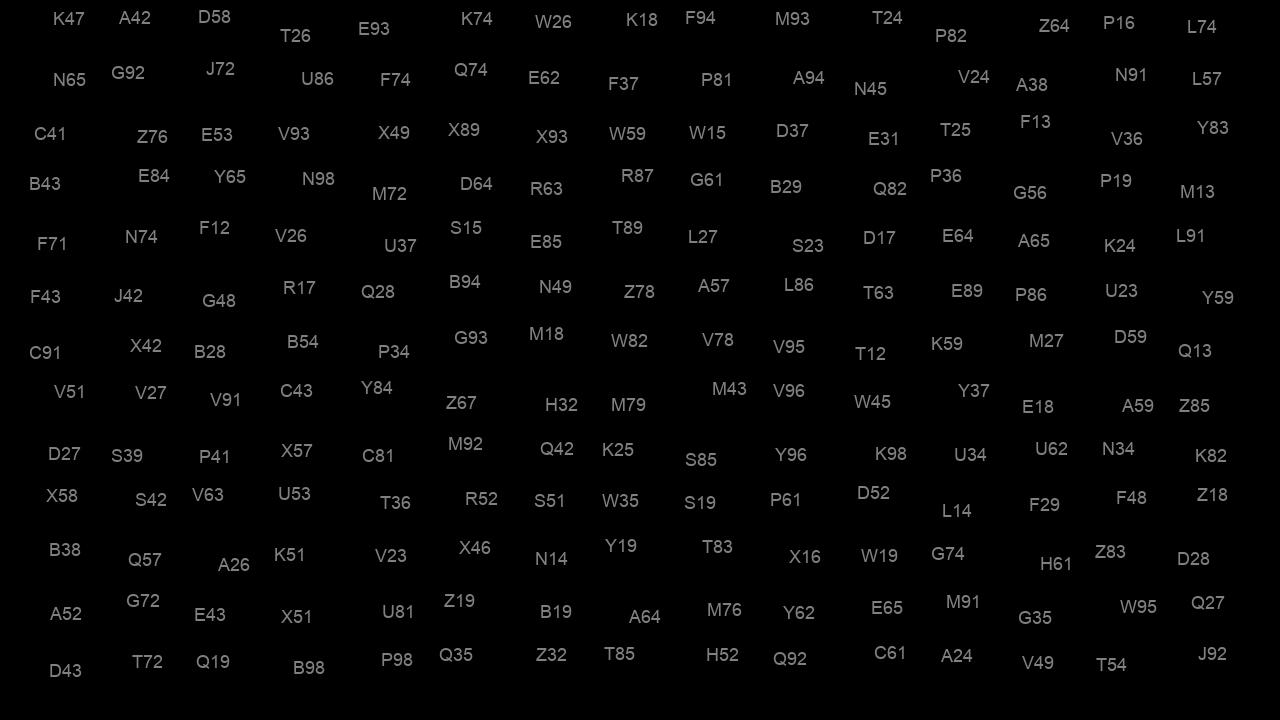 K47 A42 D58 T26 E93 K74 W26 K18 F94 M93 T24 P82 Z64 P16 L74
N65 G92 J72 U86 F74 Q74 E62 F37 P81 A94 N45 V24 A38 N91 L57
C41 Z76 E53 V93 X49 X89 X93 W59 W15 D37 E31 T25 F13 V36 Y83
B43 E84 Y65 N98 M72 D64 R63 R87 G61 B29 Q82 P36 G56 P19 M13
F71 N74 F12 V26 U37 S15 E85 T89 L27 S23 D17 E64 A65 K24 L91
F43 J42 G48 R17 Q28 B94 N49 Z78 A57 L86 T63 E89 P86 U23 Y59
C91 X42 B28 B54 P34 G93 M18 W82 V78 V95 T12 K59 M27 D59 Q13
V51 V27 V91 C43 Y84 Z67 H32 M79 M43 V96 W45 Y37 E18 A59 Z85
D27 S39 P41 X57 C81 M92 Q42 K25 S85 Y96 K98 U34 U62 N34 K82
X58 S42 V63 U53 T36 R52 S51 W35 S19 P61 D52 L14 F29 F48 Z18
B38 Q57 A26 K51 V23 X46 N14 Y19 T83 X16 W19 G74 H61 Z83 D28
A52 G72 E43 X51 U81 Z19 B19 A64 M76 Y62 E65 M91 G35 W95 Q27
D43 T72 Q19 B98 P98 Q35 Z32 T85 H52 Q92 C61 A24 V49 T54 J92